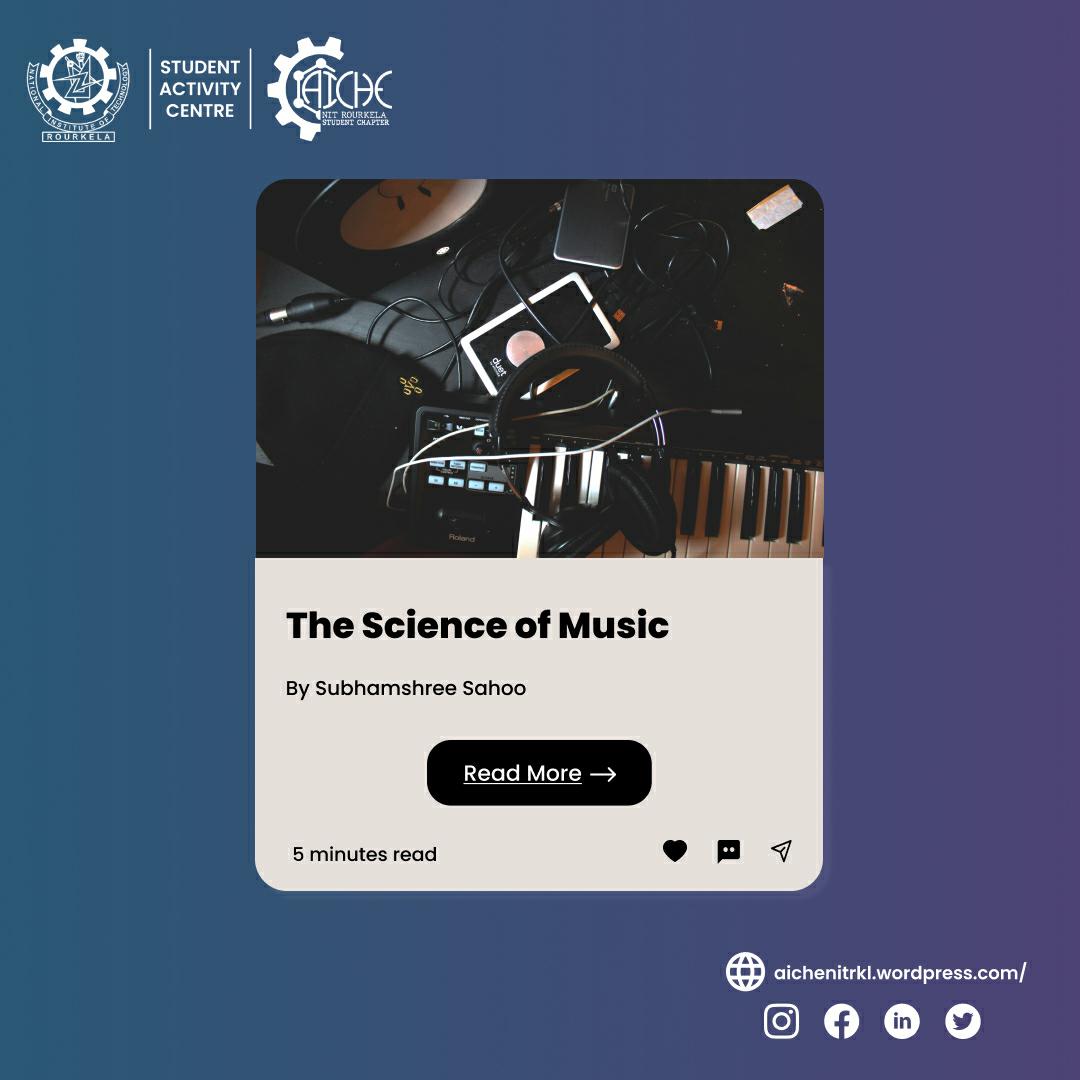 NATIONAL INSTITUTE OF TECHNOLOGY
ROURKELA
STUDENT
ACTIVITY
CENTRE
AIChE
NIT ROURKELA
STUDENT CHAPTER
duet
Roland
The Science of Music
By Subhamshree Sahoo
Read More →
5 minutes read
aichenitrkl.wordpress.com/
in